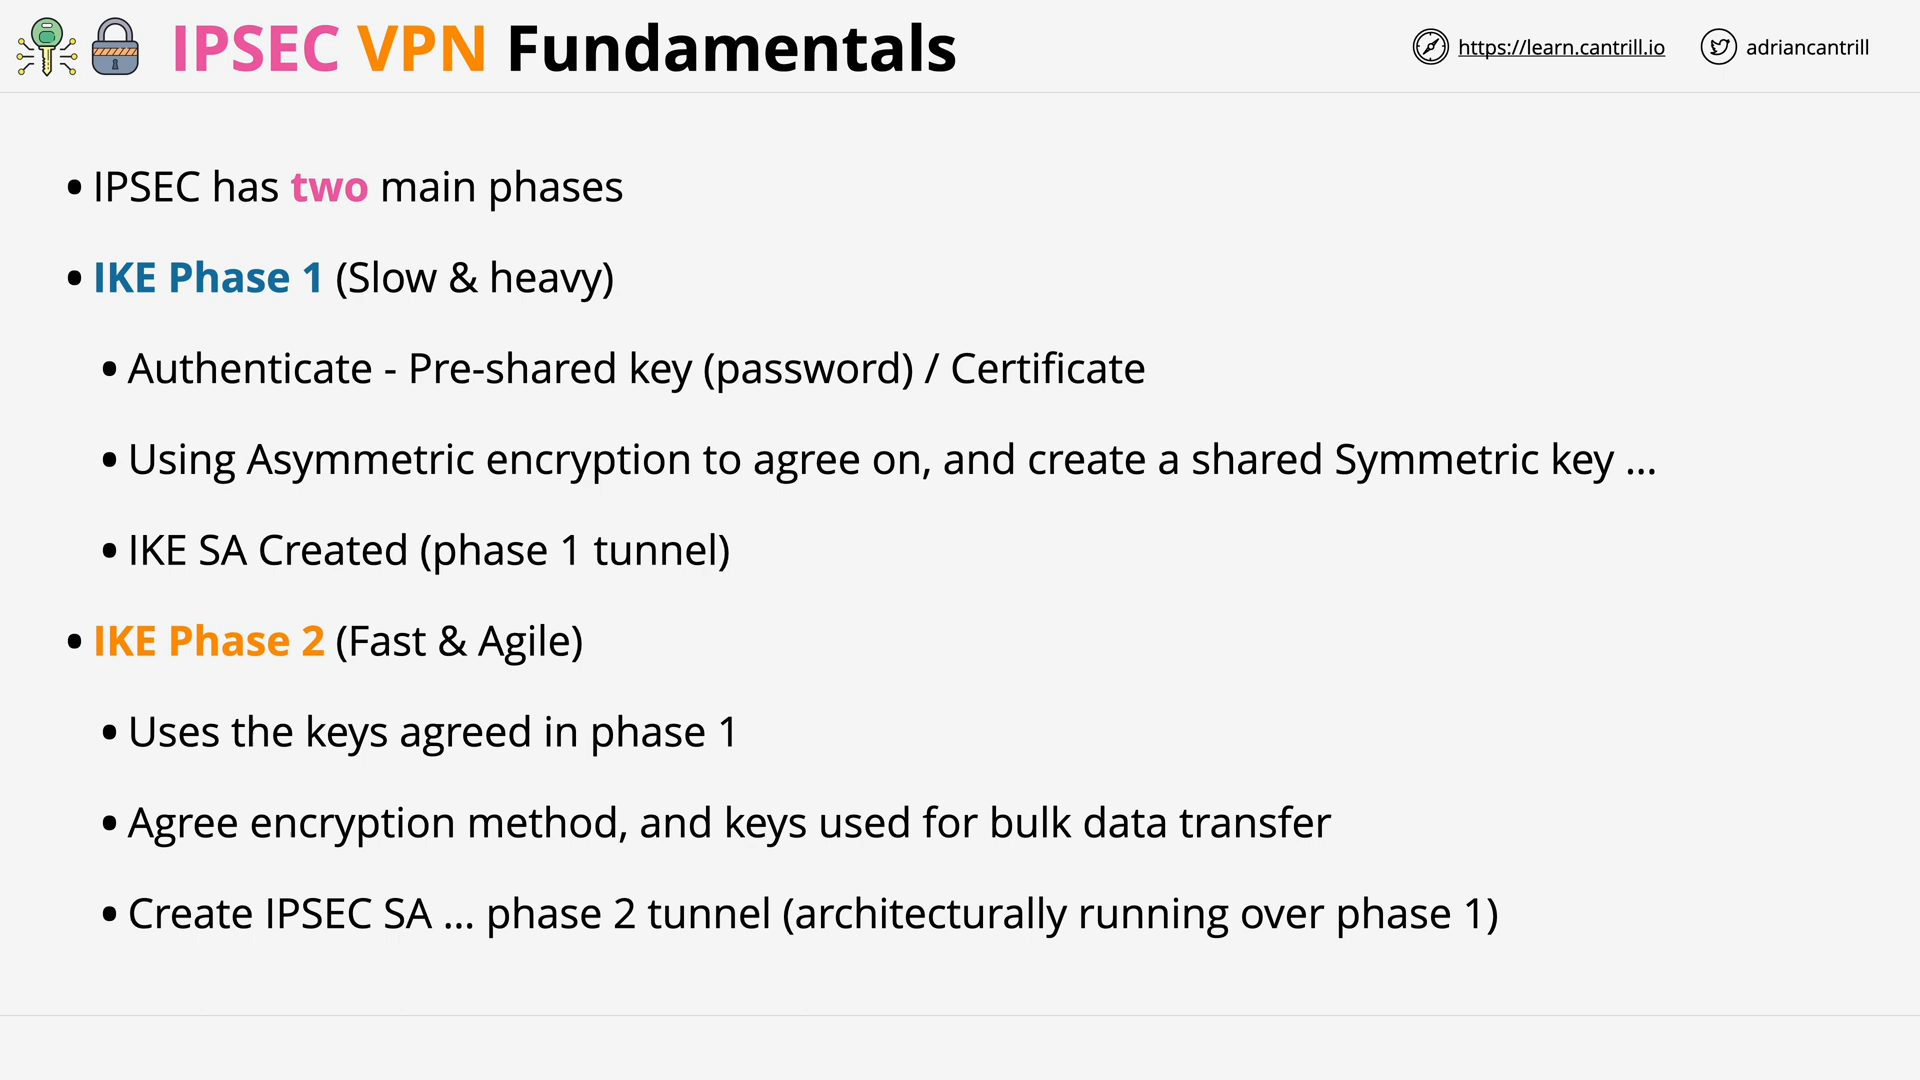 IPSEC VPN Fundamentals
https://learn.cantrill.io
adriancantrill
• IPSEC has two main phases
• IKE Phase 1 (Slow & heavy)
• Authenticate - Pre-shared key (password) / Certificate
• Using Asymmetric encryption to agree on, and create a shared Symmetric key ...
• IKE SA Created (phase 1 tunnel)
• IKE Phase 2 (Fast & Agile)
• Uses the keys agreed in phase 1
• Agree encryption method, and keys used for bulk data transfer
• Create IPSEC SA ... phase 2 tunnel (architecturally running over phase 1)